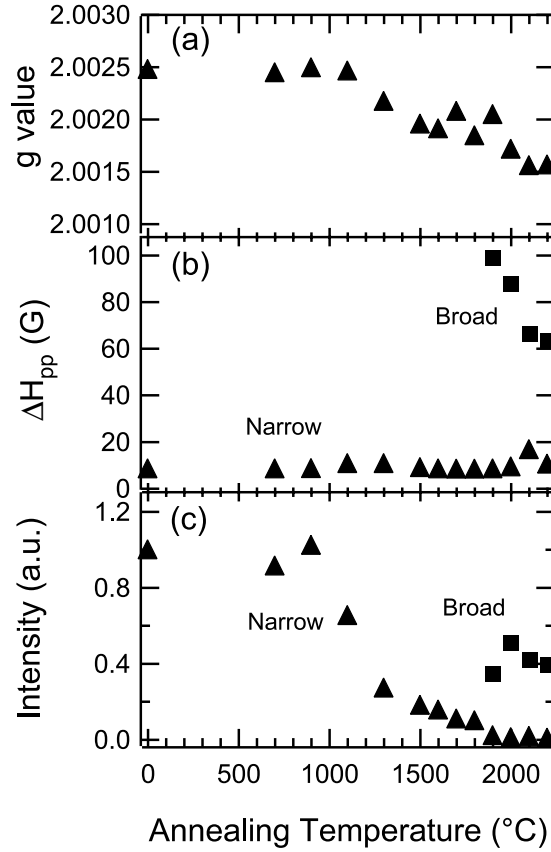 2.0030
(a)
2.0025
2.0020
g value
2.0015
2.0010
100
(b)
80
Broad
60
ΔHpp (G)
40
Narrow
20
0
1.2
(c)
Intensity (a.u.)
0.8
Narrow
Broad
0.4
0.0
0 500 1000 1500 2000
Annealing Temperature (°C)